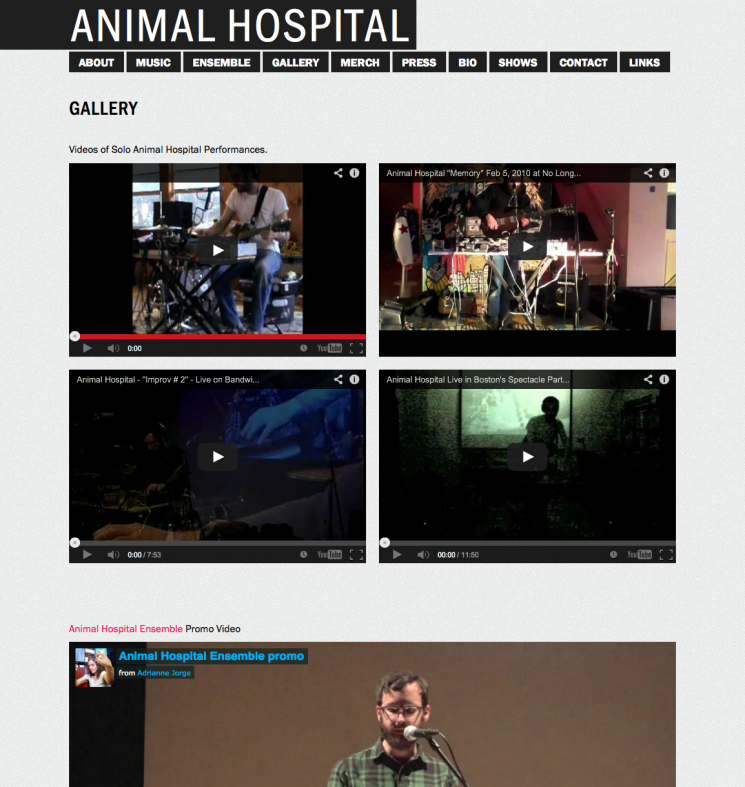 ANIMAL HOSPITAL
ABOUT MUSIC ENSEMBLE GALLERY MERCH PRESS BIO SHOWS CONTACT LINKS
GALLERY
Videos of Solo Animal Hospital Performances.
Animal Hospital "Memory" Feb 5, 2010 at No Long...
0:00 YouTube
Animal Hospital - "Improv # 2" - Live on Bandwi...
Animal Hospital Live in Boston's Spectacle Part...
0:00 / 7:53 YouTube
00:00 / 11:50 YouTube
Animal Hospital Ensemble Promo Video
Animal Hospital Ensemble promo
from Adrianne Jorge